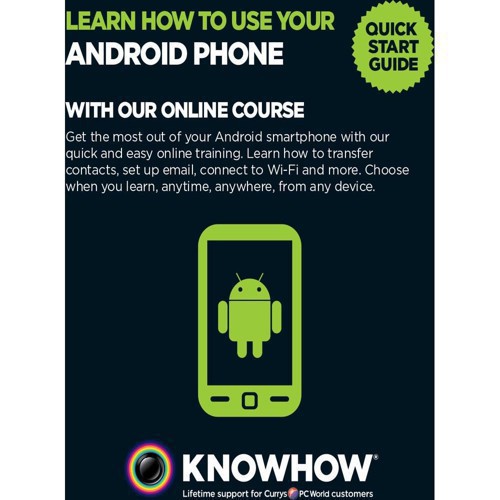 LEARN HOW TO USE YOUR
ANDROID PHONE
QUICK
START
GUIDE
WITH OUR ONLINE COURSE
Get the most out of your Android smartphone with our
quick and easy online training. Learn how to transfer
contacts, set up email, connect to Wi-Fi and more. Choose
when you learn, anytime, anywhere, from any device.
KNOWHOW®
Lifetime support for Currys PC World customers